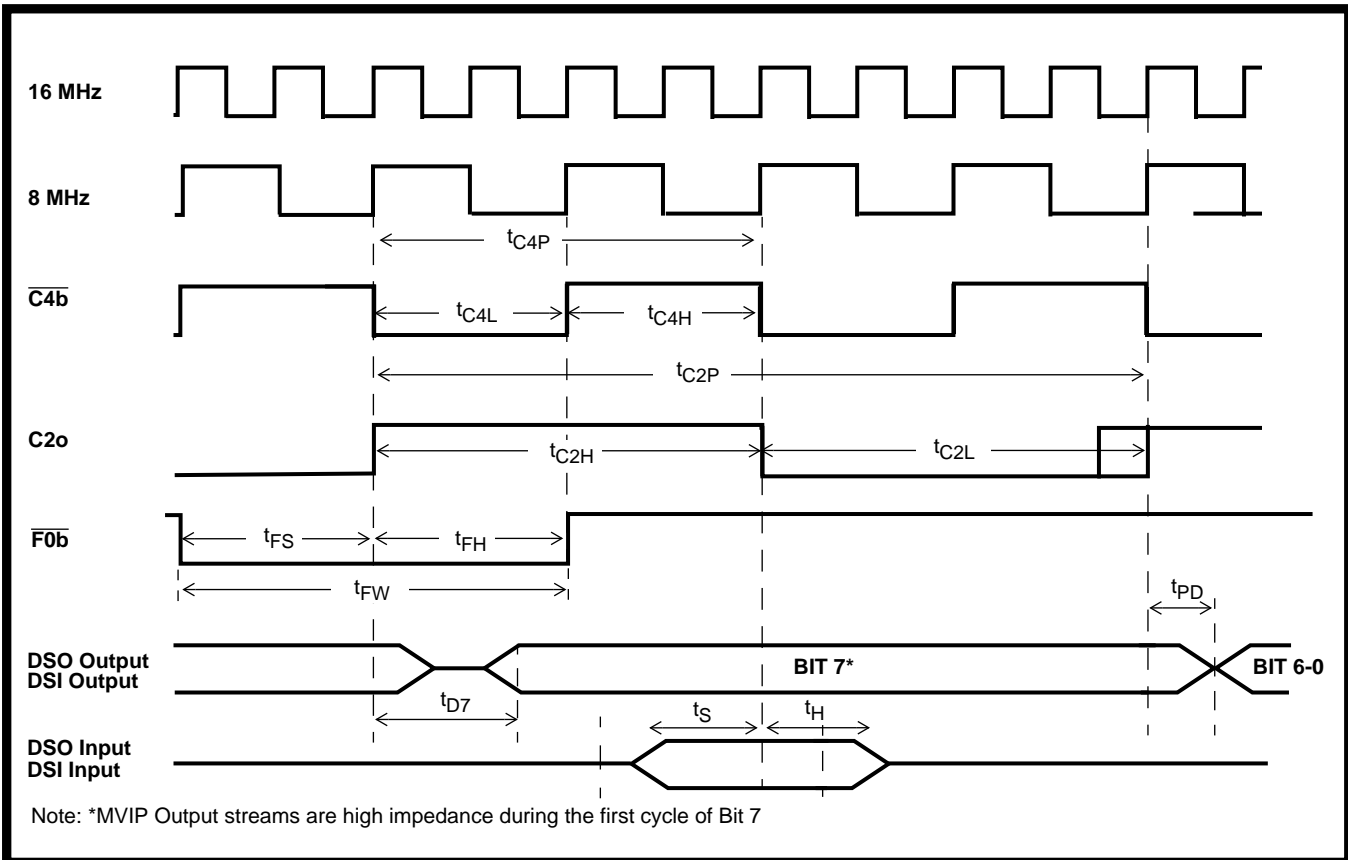 16 MHz
8 MHz
tC4P
C4b
tC4L
tC4H
tC2P
C2o
tC2H
tC2L
F0b
tFS
tFH
tFW
tPD
DSO Output
DSI Output
BIT 7*
BIT 6-0
tD7
tS
tH
DSO Input
DSI Input
Note: *MVIP Output streams are high impedance during the first cycle of Bit 7